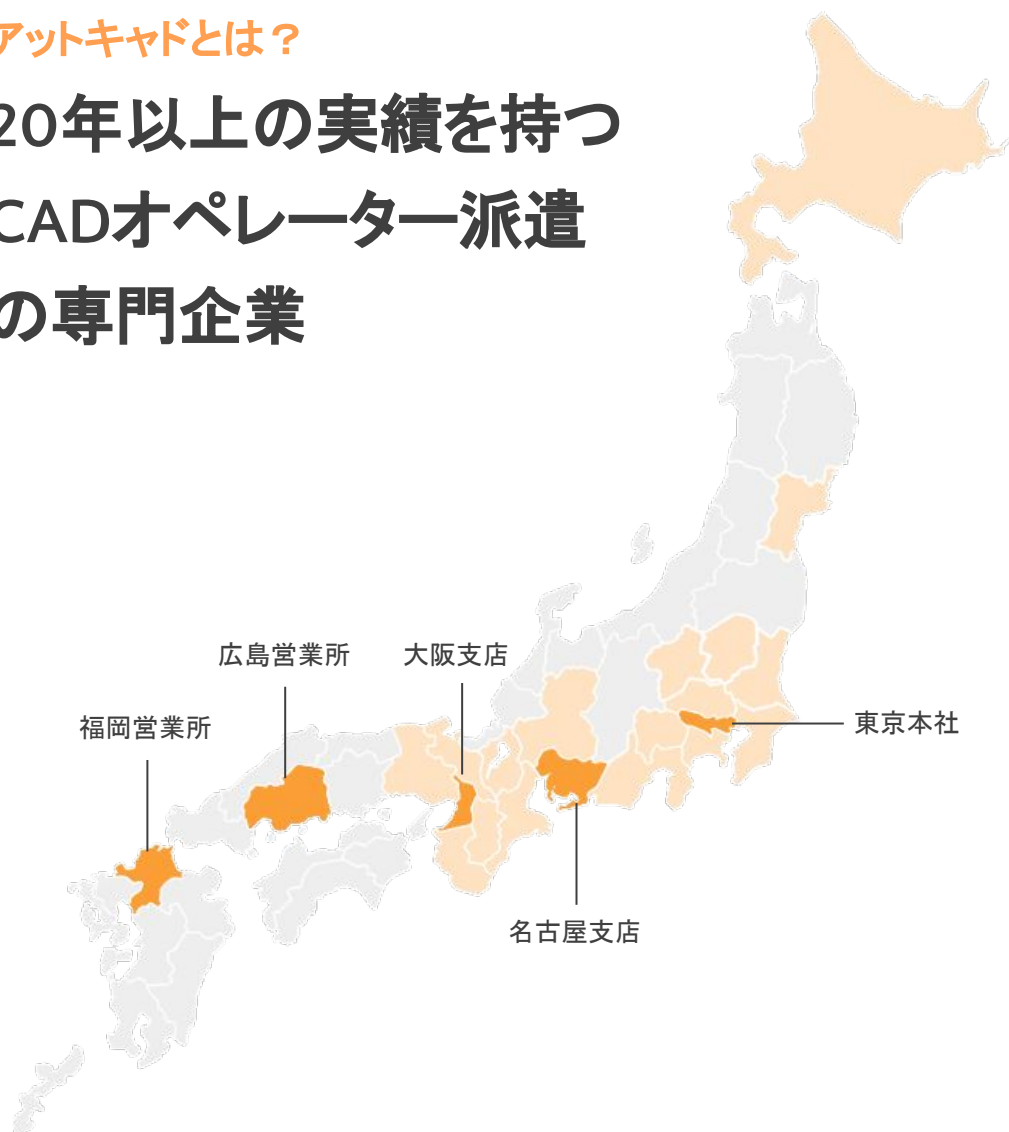 アットキャドとは？
20年以上の実績を持つ
CADオペレーター派遣
の専門企業
広島営業所
大阪支店
福岡営業所
東京本社
名古屋支店